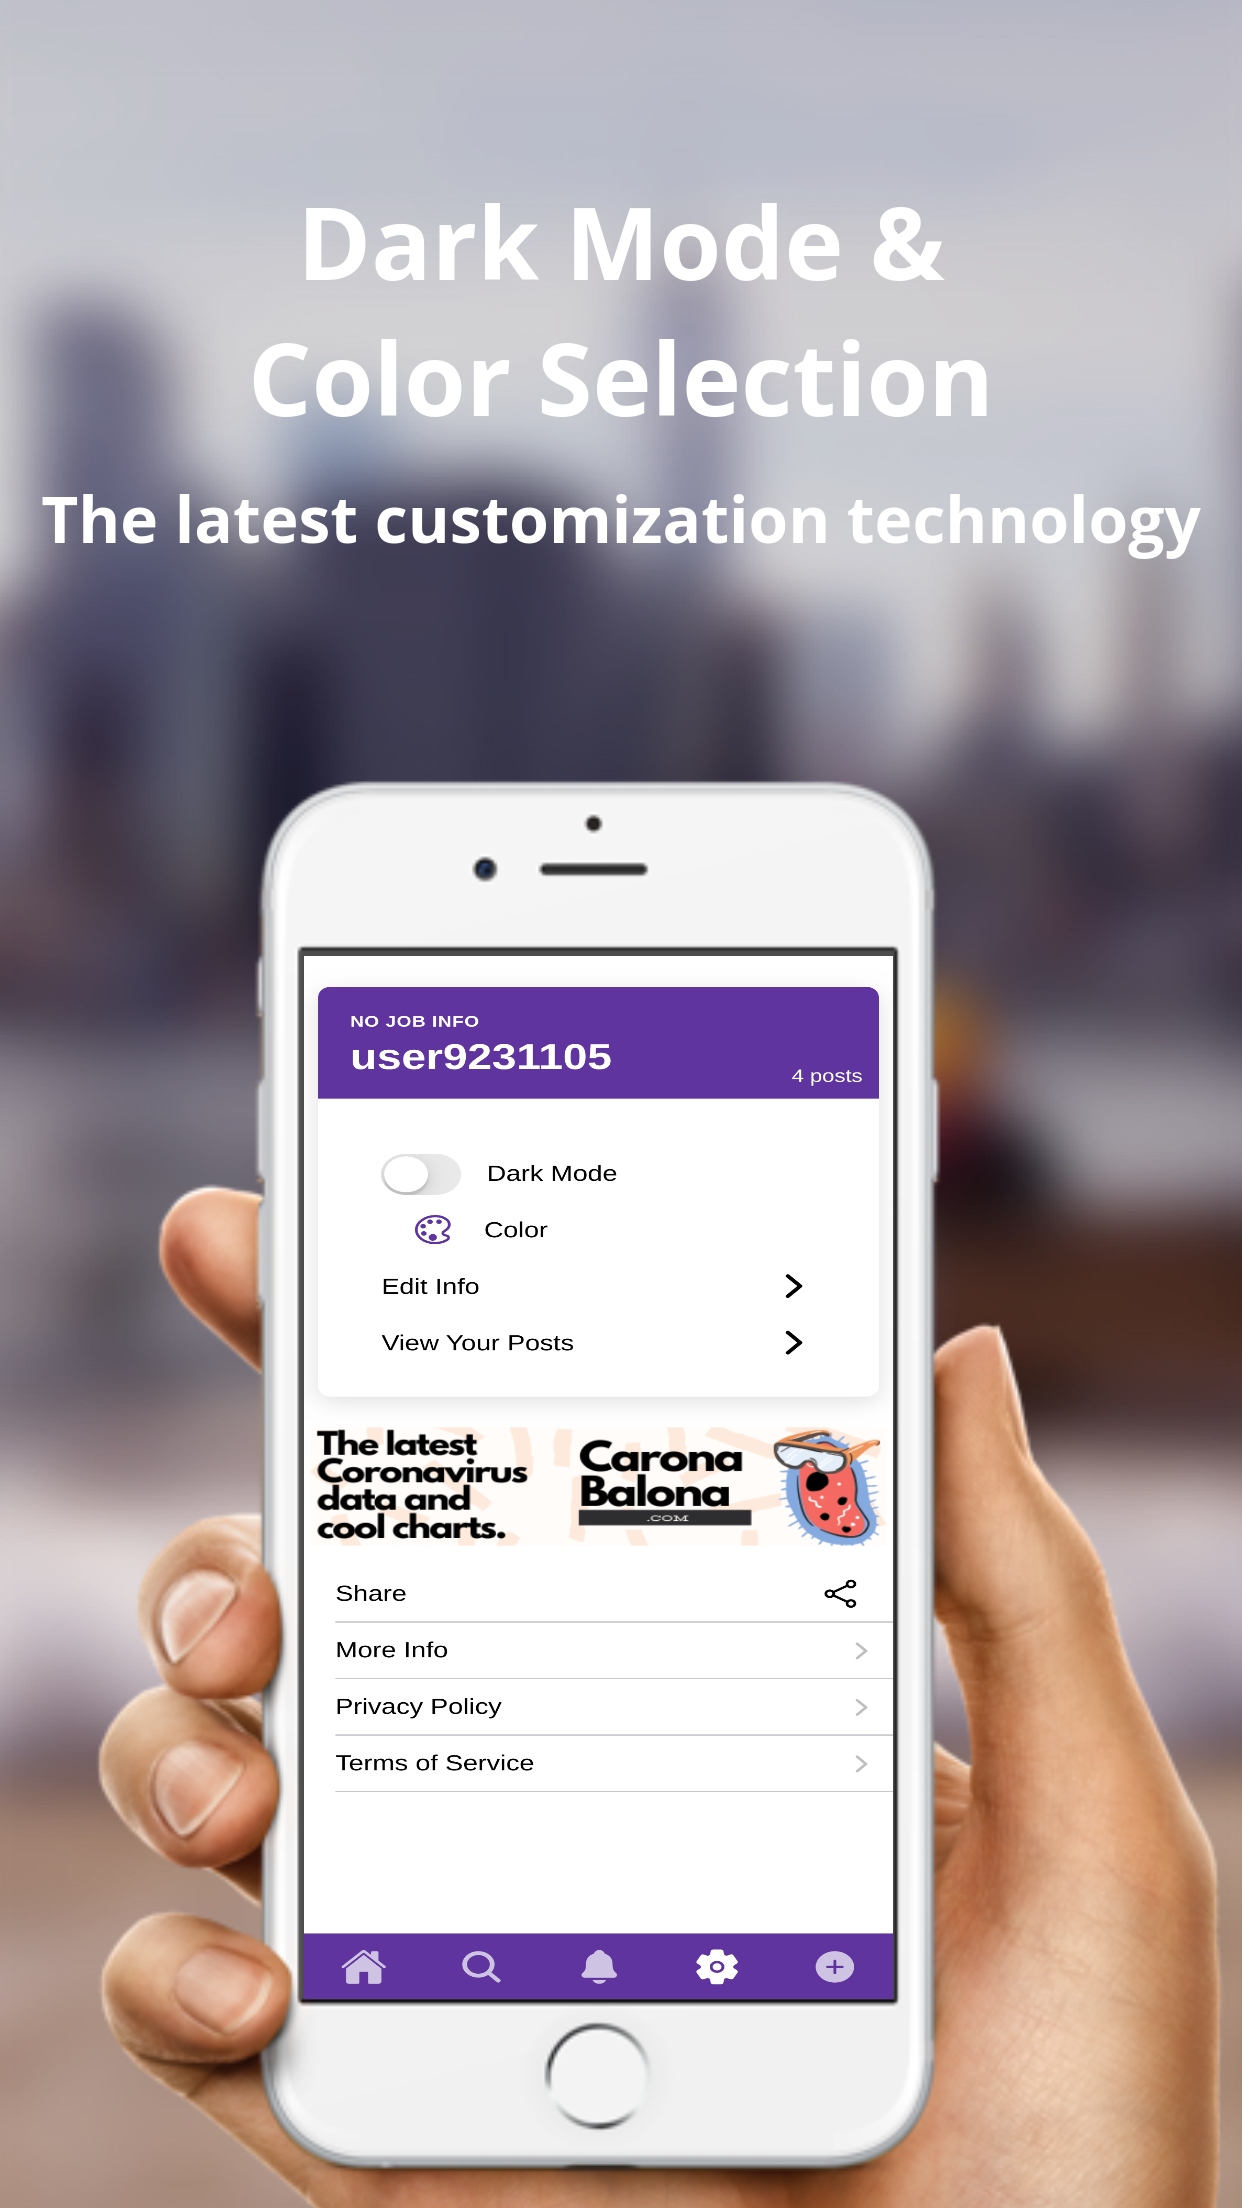 Dark Mode &
Color Selection
The latest customization technology
NO JOB INFO
user9231105
4 posts
Dark Mode
Color
Edit Info
View Your Posts
The latest
Coronavirus
data and
cool charts.
Carona
Balona
.COM
Share
More Info
Privacy Policy
Terms of Service